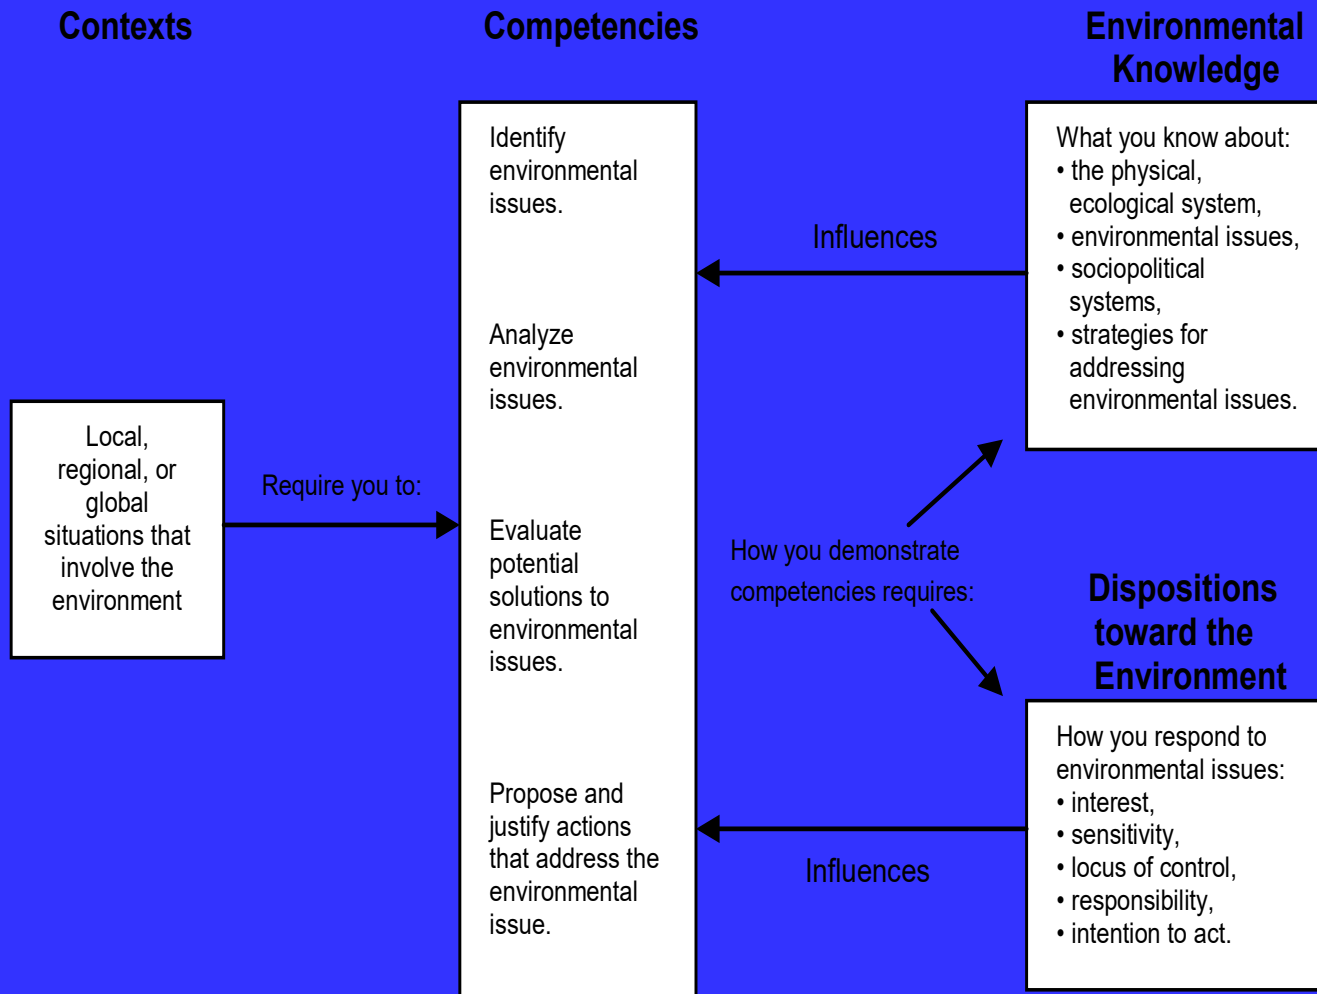 Contexts
Local,
regional, or
global
situations that
involve the
environment
Require you to:
Competencies
Identify
environmental
issues.
Analyze
environmental
issues.
Evaluate
potential
solutions to
environmental
issues.
Propose and
justify actions
that address the
environmental
issue.
Influences
How you demonstrate
competencies requires:
Influences
Environmental
Knowledge
What you know about:
• the physical,
ecological system,
• environmental issues,
• sociopolitical
systems,
• strategies for
addressing
environmental issues.
Dispositions
toward the
Environment
How you respond to
environmental issues:
• interest,
• sensitivity,
• locus of control,
• responsibility,
• intention to act.